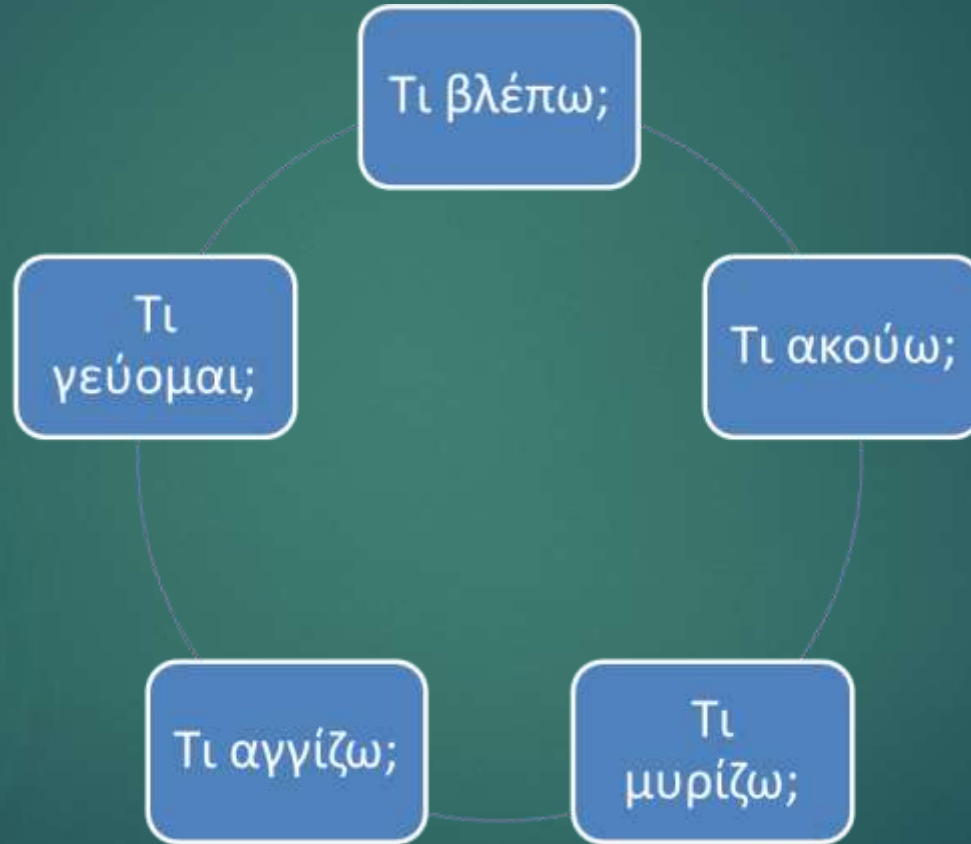 Τι βλέπω;
Τι ακούω;
Τι
μυρίζω;
Τι αγγίζω;
Τι
γεύομαι;